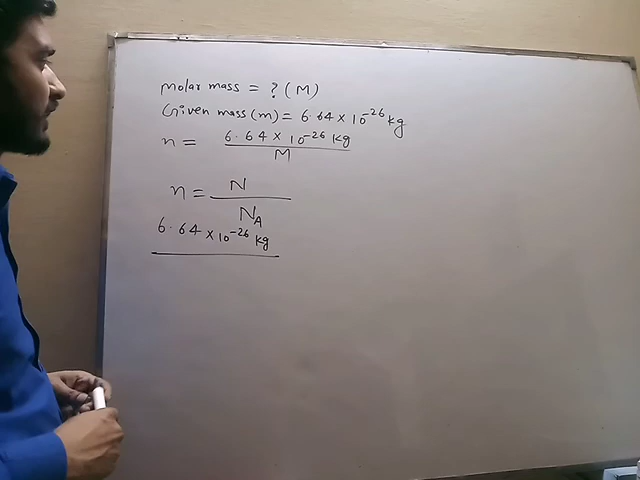 molar mass = ? (M)
Given mass (m) = 6.64 × 10⁻²⁶ kg
n = 6.64 × 10⁻²⁶ kg
M
n = N
N_A
6.64 × 10⁻²⁶ kg